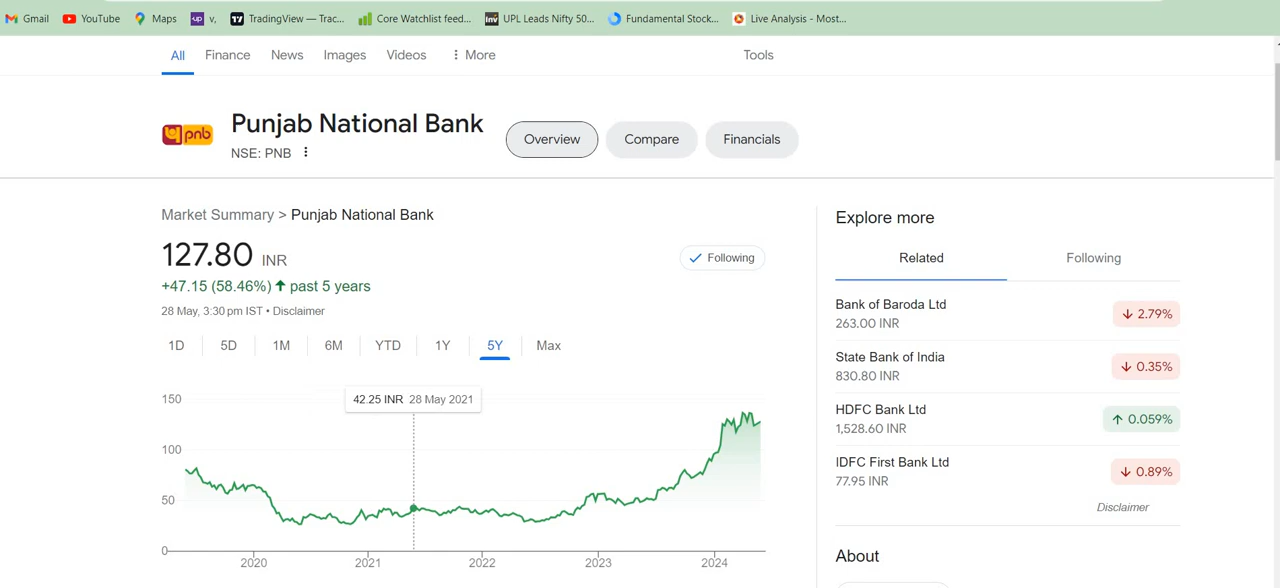 Gmail YouTube Maps up v, TradingView — Trac... Core Watchlist feed... Inv UPL Leads Nifty 50... Fundamental Stock... Live Analysis - Most...
All Finance News Images Videos More Tools
pnb Punjab National Bank
NSE: PNB
Overview Compare Financials
Market Summary > Punjab National Bank
127.80 INR
Following
+47.15 (58.46%) past 5 years
28 May, 3:30 pm IST • Disclaimer
1D 5D 1M 6M YTD 1Y 5Y Max
42.25 INR 28 May 2021
150
100
50
0
2020 2021 2022 2023 2024
Explore more
Related Following
Bank of Baroda Ltd
263.00 INR
2.79%
State Bank of India
830.80 INR
0.35%
HDFC Bank Ltd
1,528.60 INR
0.059%
IDFC First Bank Ltd
77.95 INR
0.89%
Disclaimer
About